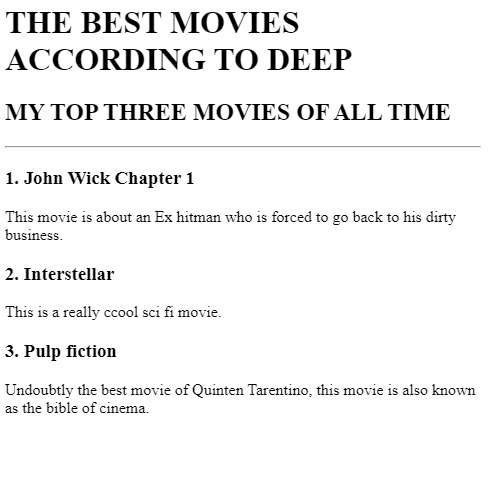 THE BEST MOVIES
ACCORDING TO DEEP
MY TOP THREE MOVIES OF ALL TIME
1. John Wick Chapter 1
This movie is about an Ex hitman who is forced to go back to his dirty
business.
2. Interstellar
This is a really ccool sci fi movie.
3. Pulp fiction
Undoubtly the best movie of Quinten Tarentino, this movie is also known
as the bible of cinema.